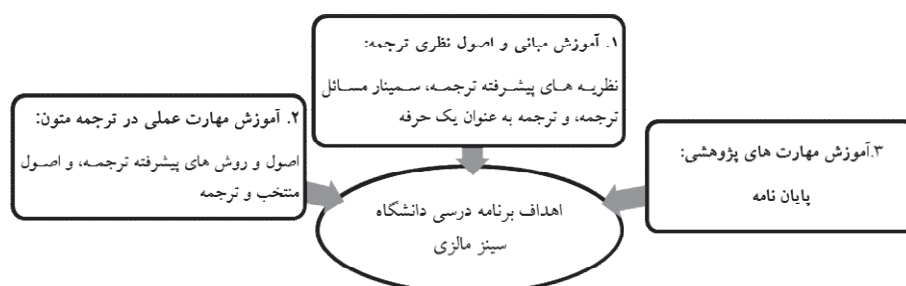 ۱. آموزش مبانی و اصول نظری ترجمه:
نظریه های پیشرفته ترجمه، سمینار مسائل
ترجمه، و ترجمه به عنوان یک حرفه
۲. آموزش مهارت عملی در ترجمه متون:
اصول و روش های پیشرفته ترجمه، و اصول
منتخب و ترجمه
۳.آموزش مهارت های پژوهشی:
پایان نامه
اهداف برنامه درسی دانشگاه
سینز مالزی